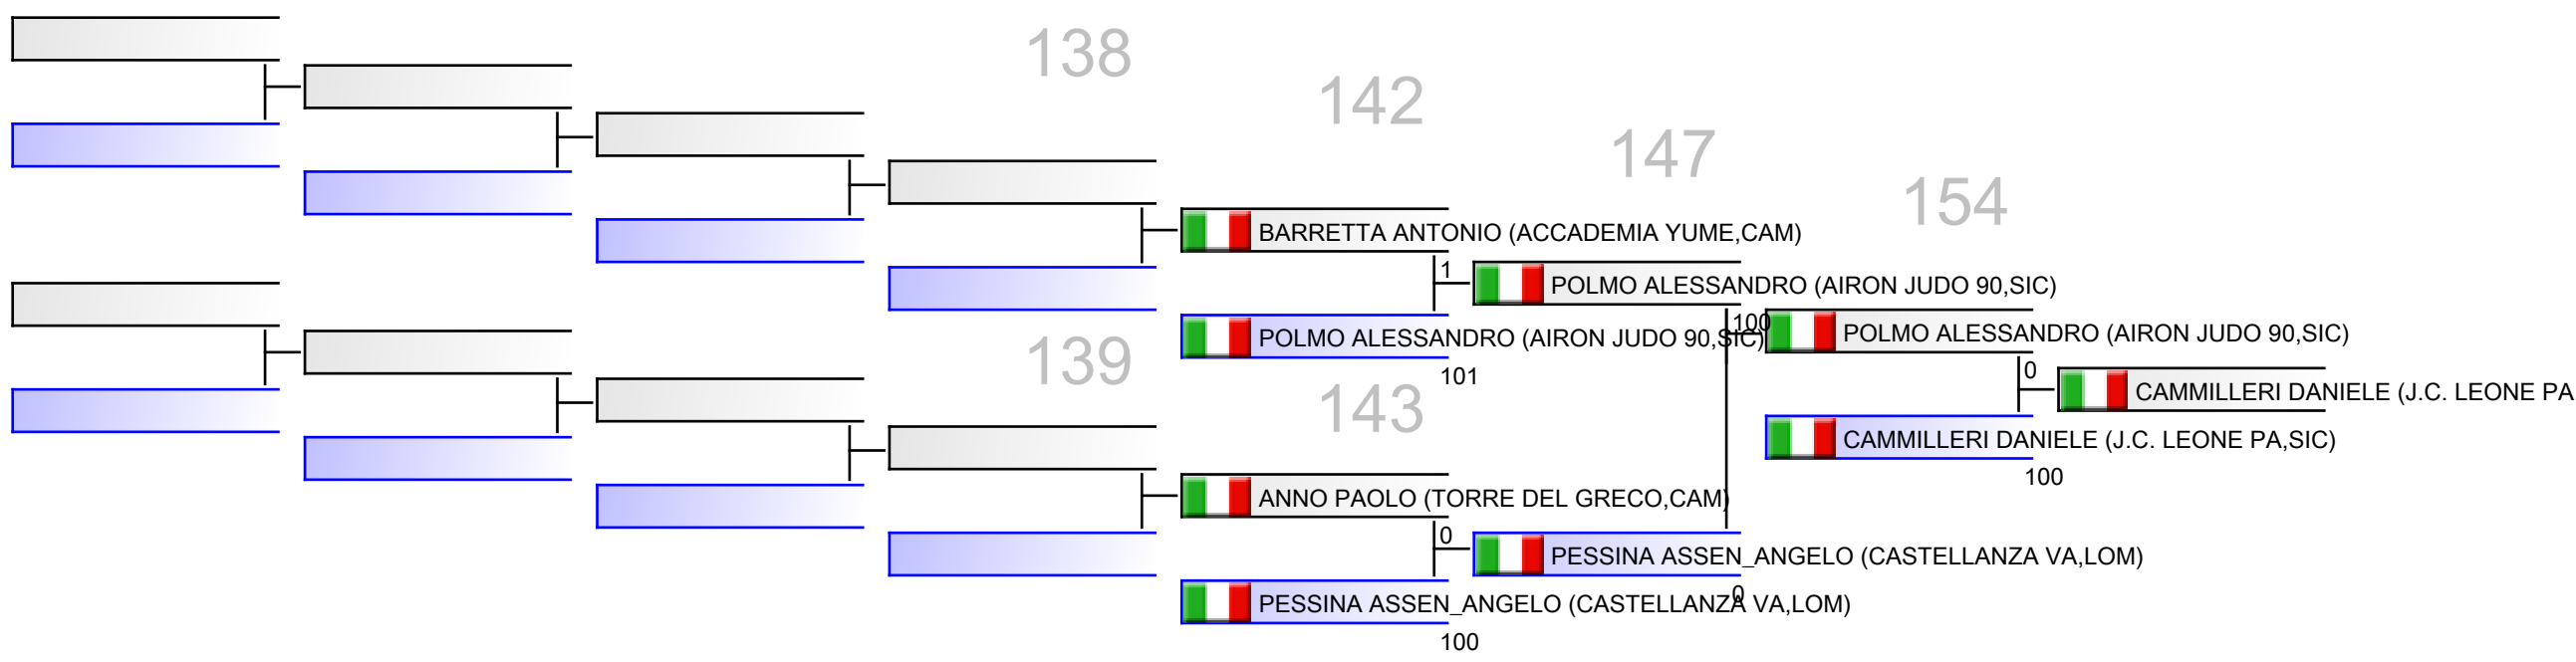 138
142
147
154
BARRETTA ANTONIO (ACCADEMIA YUME,CAM)
1
POLMO ALESSANDRO (AIRON JUDO 90,SIC)
100
POLMO ALESSANDRO (AIRON JUDO 90,SIC)
POLMO ALESSANDRO (AIRON JUDO 90,SIC)
139
101
0
CAMMILLERI DANIELE (J.C. LEONE PA
143
CAMMILLERI DANIELE (J.C. LEONE PA,SIC)
100
ANNO PAOLO (TORRE DEL GRECO,CAM)
0
PESSINA ASSEN_ANGELO (CASTELLANZA VA,LOM)
0
PESSINA ASSEN_ANGELO (CASTELLANZA VA,LOM)
100